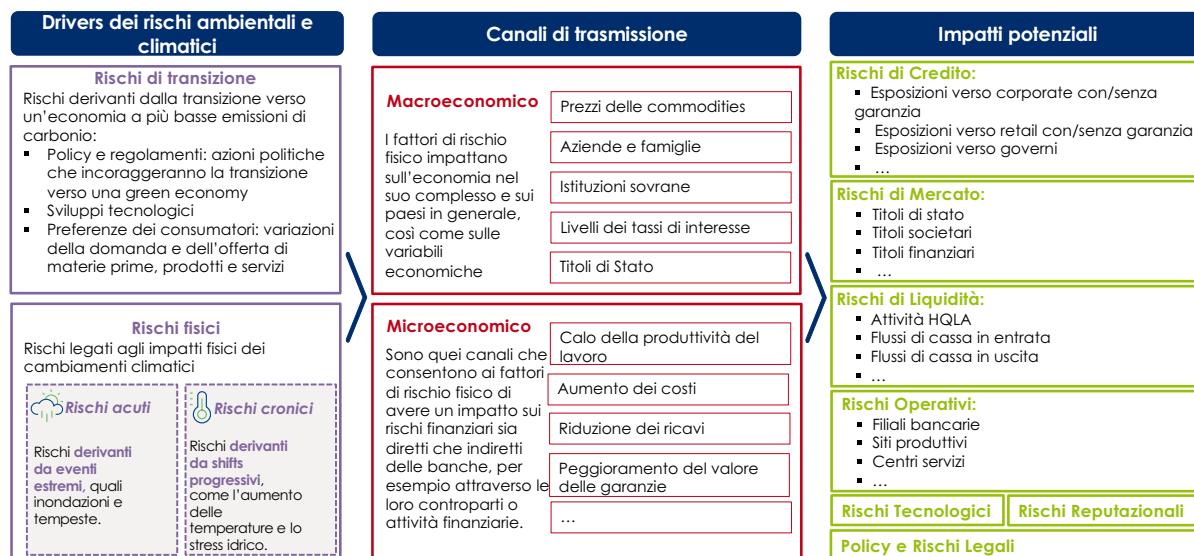 Drivers dei rischi ambientali e
climatici
Rischi di transizione
Rischi derivanti dalla transizione verso
un'economia a più basse emissioni di
carbonio:
▪ Policy e regolamenti: azioni politiche
che incoraggeranno la transizione
verso una green economy
▪ Sviluppi tecnologici
▪ Preferenze dei consumatori: variazioni
della domanda e dell'offerta di
materie prime, prodotti e servizi
Rischi fisici
Rischi legati agli impatti fisici dei
cambiamenti climatici
Rischi acuti
Rischi derivanti
da eventi
estremi, quali
inondazioni e
tempeste.
Rischi cronici
Rischi derivanti
da shifts
progressivi,
come l'aumento
delle
temperature e lo
stress idrico.
Canali di trasmissione
Macroeconomico
I fattori di rischio
fisico impattano
sull'economia nel
suo complesso e sui
paesi in generale,
così come sulle
variabili
economiche
Prezzi delle commodities
Aziende e famiglie
Istituzioni sovrane
Livelli dei tassi di interesse
Titoli di Stato
Microeconomico
Sono quei canali che
consentono ai fattori
di rischio fisico di
avere un impatto sui
rischi finanziari sia
diretti che indiretti
delle banche, per
esempio attraverso le
loro controparti o
attività finanziarie.
Calo della produttività del
lavoro
Aumento dei costi
Riduzione dei ricavi
Peggioramento del valore
delle garanzie
…
Impatti potenziali
Rischi di Credito:
▪ Esposizioni verso corporate con/senza
garanzia
▪ Esposizioni verso retail con/senza garanzia
▪ Esposizioni verso governi
▪ …
Rischi di Mercato:
▪ Titoli di stato
▪ Titoli societari
▪ Titoli finanziari
▪ …
Rischi di Liquidità:
▪ Attività HQLA
▪ Flussi di cassa in entrata
▪ Flussi di cassa in uscita
▪ …
Rischi Operativi:
▪ Filiali bancarie
▪ Siti produttivi
▪ Centri servizi
▪ …
Rischi Tecnologici
Rischi Reputazionali
Policy e Rischi Legali